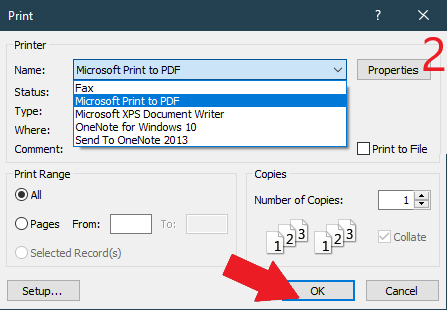 Print
? ×
Printer
2
Name: Microsoft Print to PDF Properties
Status: Fax
Microsoft Print to PDF
Type: Microsoft XPS Document Writer
Where: OneNote for Windows 10
Comment: Send To OneNote 2013 Print to File
Print Range
All
Pages From: To:
Selected Record(s)
Copies
Number of Copies: 1
1 2 3 1 2 3
Collate
Setup... OK Cancel